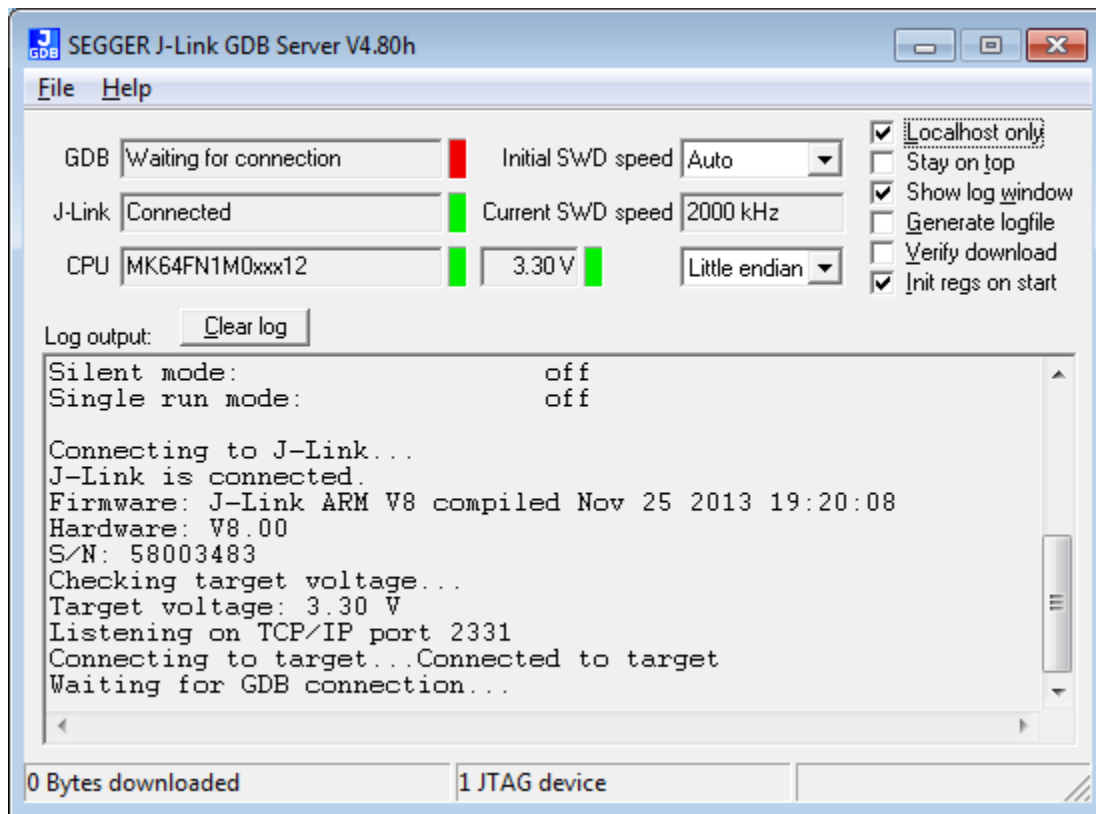 J
GDB
SEGGER J-Link GDB Server V4.80h
File Help
GDB Waiting for connection Initial SWD speed Auto
J-Link Connected Current SWD speed 2000 kHz
CPU MK64FN1M0xxx12 3.30 V Little endian
Localhost only
Stay on top
Show log window
Generate logfile
Verify download
Init regs on start
Log output: Clear log
Silent mode: off
Single run mode: off
Connecting to J-Link...
J-Link is connected.
Firmware: J-Link ARM V8 compiled Nov 25 2013 19:20:08
Hardware: V8.00
S/N: 58003483
Checking target voltage...
Target voltage: 3.30 V
Listening on TCP/IP port 2331
Connecting to target...Connected to target
Waiting for GDB connection...
0 Bytes downloaded 1 JTAG device